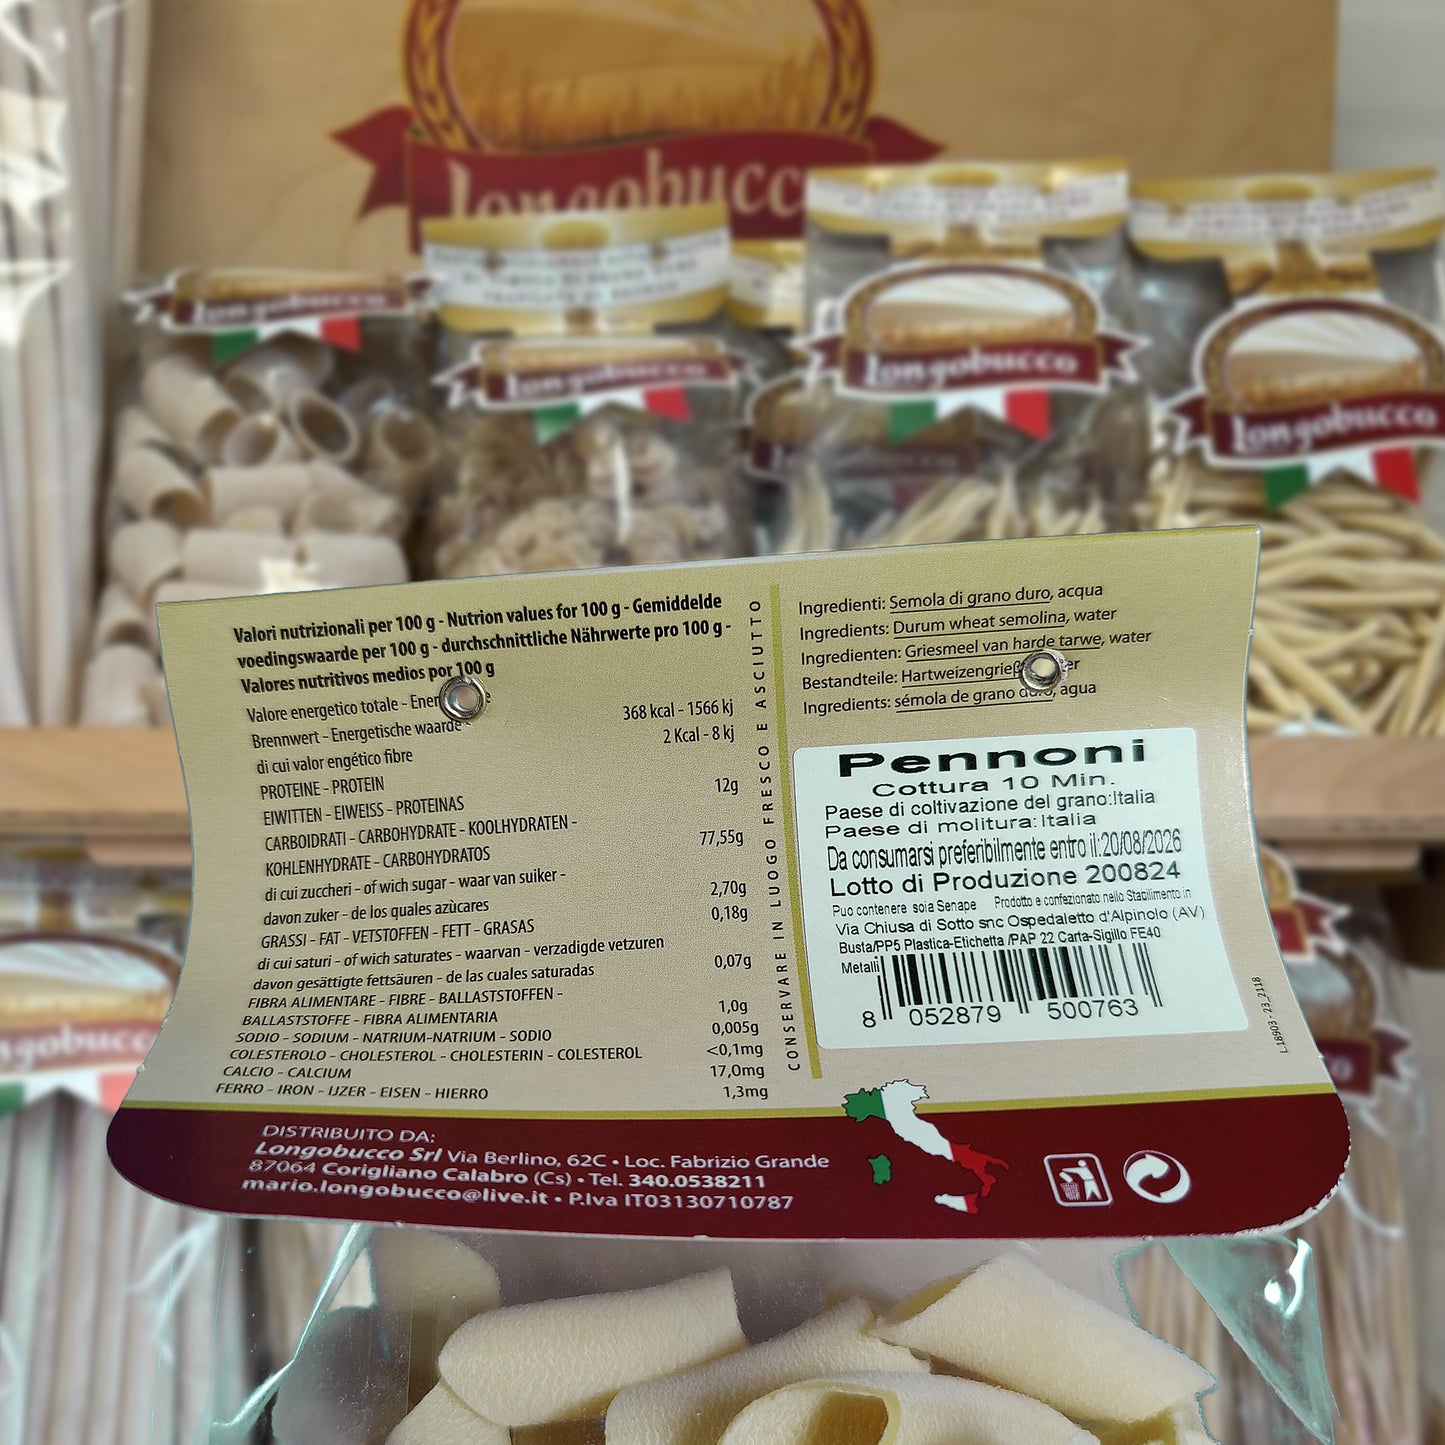 Longobucco
Longobucco
Longobucco
Longobucco
Longobucco
Valori nutrizionali per 100 g - Nutrion values for 100 g - Gemiddelde
voedingswaarde per 100 g - durchschnittliche Nährwerte pro 100 g -
Valores nutritivos medios por 100 g
Valore energetico totale -
Brennwert - Energetische waarde -
368 kcal - 1566 kj
di cui valor engético fibre
2 Kcal - 8 kj
PROTEINE - PROTEIN
EIWITTEN - EIWEISS - PROTEINAS
12g
CARBOIDRATI - CARBOHYDRATE - KOOLHYDRATEN -
KOHLENHYDRATE - CARBOHYDRATOS
77,55g
di cui zuccheri - of wich sugar - waar van suiker -
davon zuker - de los quales azùcares
2,70g
GRASSI - FAT - VETSTOFFEN - FETT - GRASAS
0,18g
di cui saturi - of wich saturates - waarvan - verzadigde vetzuren
davon gesättigte fettsäuren - de las cuales saturadas
0,07g
FIBRA ALIMENTARE - FIBRE - BALLASTSTOFFEN -
BALLASTSTOFFE - FIBRA ALIMENTARIA
1,0g
SODIO - SODIUM - NATRIUM-NATRIUM - SODIO
0,005g
COLESTEROLO - CHOLESTEROL - CHOLESTERIN - COLESTEROL
<0,1mg
CALCIO - CALCIUM
17,0mg
FERRO - IRON - IJZER - EISEN - HIERRO
1,3mg
CONSERVARE IN LUOGO FRESCO E ASCIUTTO
Ingredienti: Semola di grano duro, acqua
Ingredients: Durum wheat semolina, water
Ingredienten: Griesmeel van harde tarwe, water
Bestandteile: Hartweizengrieß
Ingredients: sémola de grano duro, agua
Pennoni
Cottura 10 Min.
Paese di coltivazione del grano:Italia
Paese di molitura:Italia
Da consumarsi preferibilmente entro il:20/08/2026
Lotto di Produzione 200824
Puo contenere soia Senape Prodotto e confezionato nello Stabilimento in
Via Chiusa di Sotto snc Ospedaletto d'Alpinolo (AV)
Busta/PP5 Plastica-Etichetta /PAP 22 Carta-Sigillo FE40
Metalli
8 052879 500763
L.18903 - 23_2118
DISTRIBUITO DA:
Longobucco Srl Via Berlino, 62C • Loc. Fabrizio Grande
87064 Corigliano Calabro (Cs) • Tel. 340.0538211
mario.longobucco@live.it • P.Iva IT03130710787